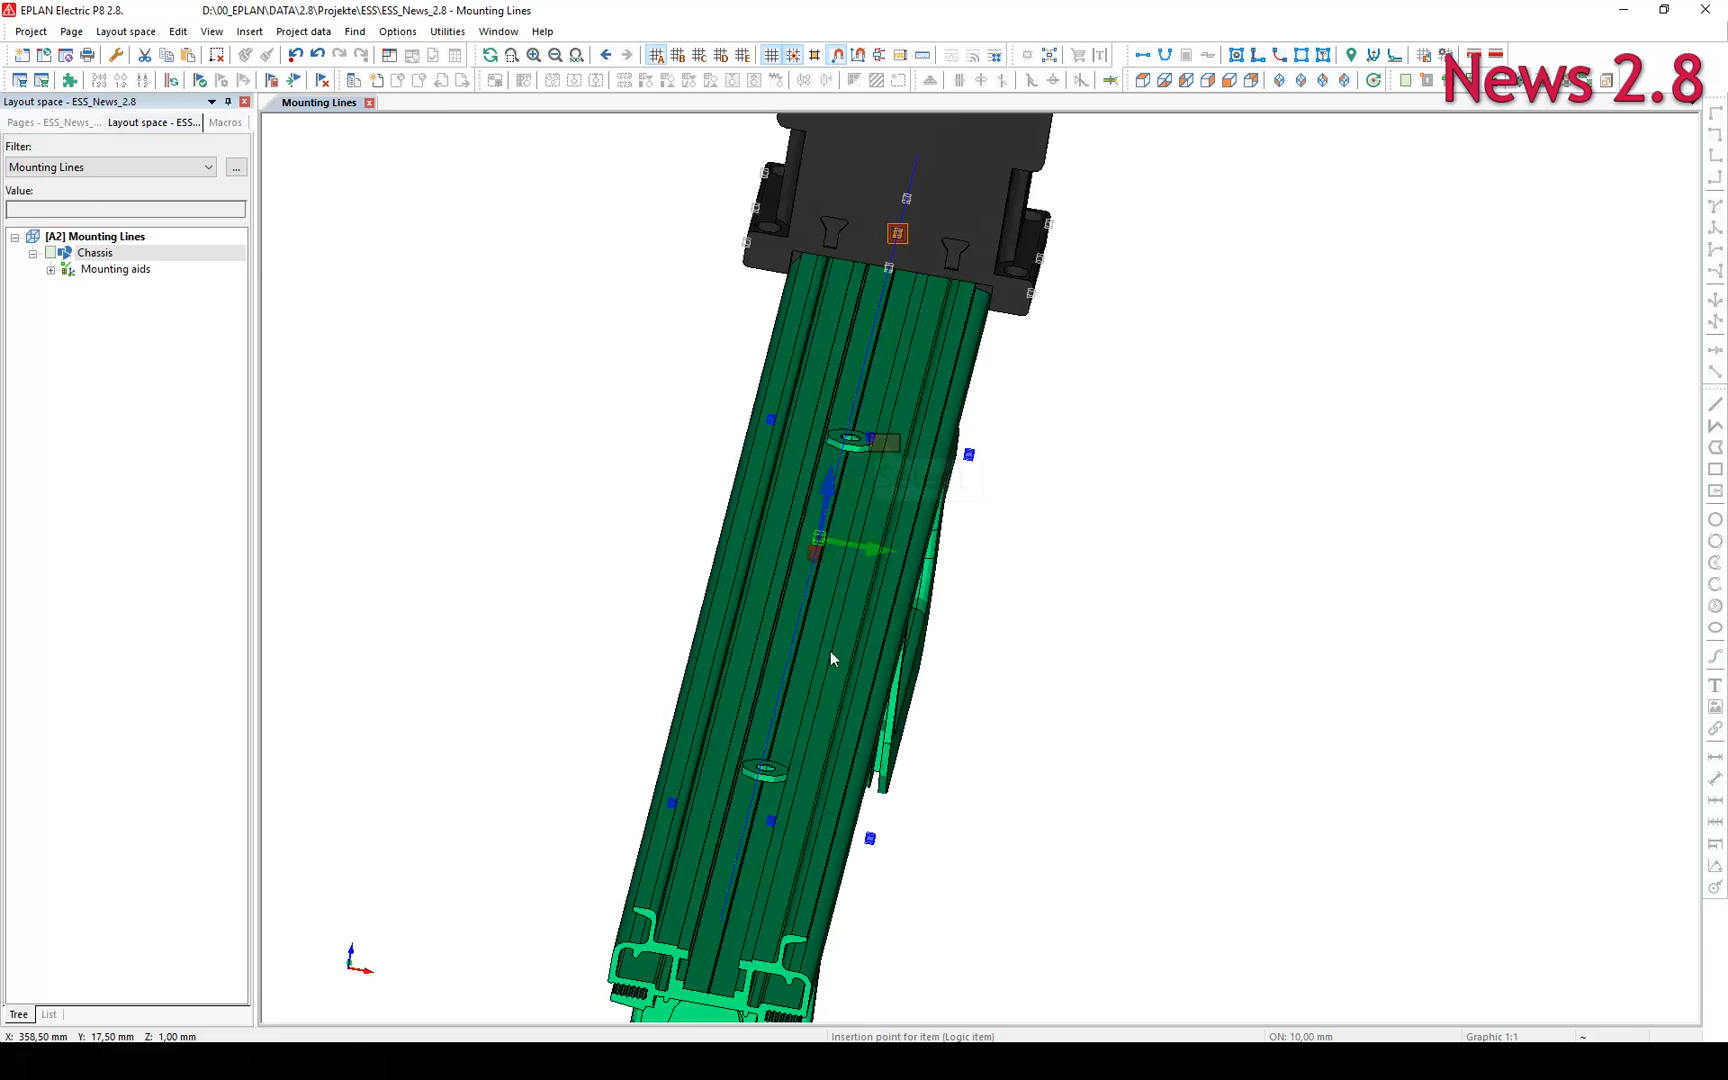 EPLAN Electric P8 2.8.
D:\00_EPLAN\DATA\2.8\Projekte\ESS\ESS_News_2.8 - Mounting Lines
Project Page Layout space Edit View Insert Project data Find Options Utilities Window Help
News 2.8
Layout space - ESS_News_2.8
Mounting Lines
Pages - ESS_News_... Layout space - ESS... Macros
Filter:
Mounting Lines
...
Value:
[A2] Mounting Lines
Chassis
Mounting aids
Select
Tree List
X: 358,50 mm Y: 17,50 mm Z: 1,00 mm
Insertion point for item (Logic item)
ON: 10,00 mm
Graphic 1:1
~